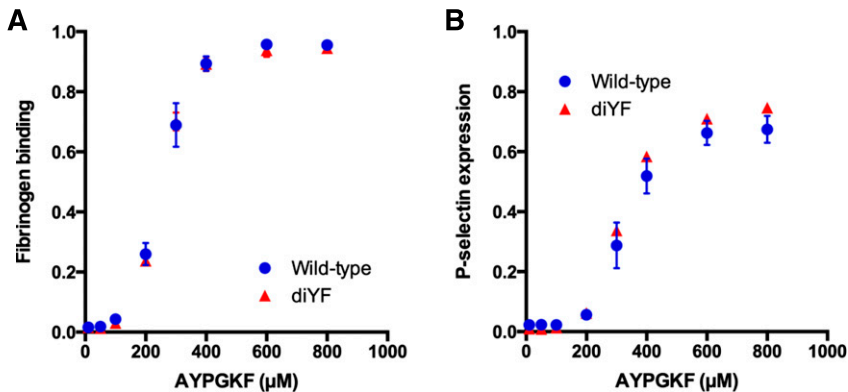 A
1.0
0.8
0.6
0.4
0.2
0.0
Fibrinogen binding
Wild-type
diYF
0 200 400 600 800 1000
AYPGKF (µM)
B
1.0
0.8
0.6
0.4
0.2
0.0
P-selectin expression
Wild-type
diYF
0 200 400 600 800 1000
AYPGKF (µM)